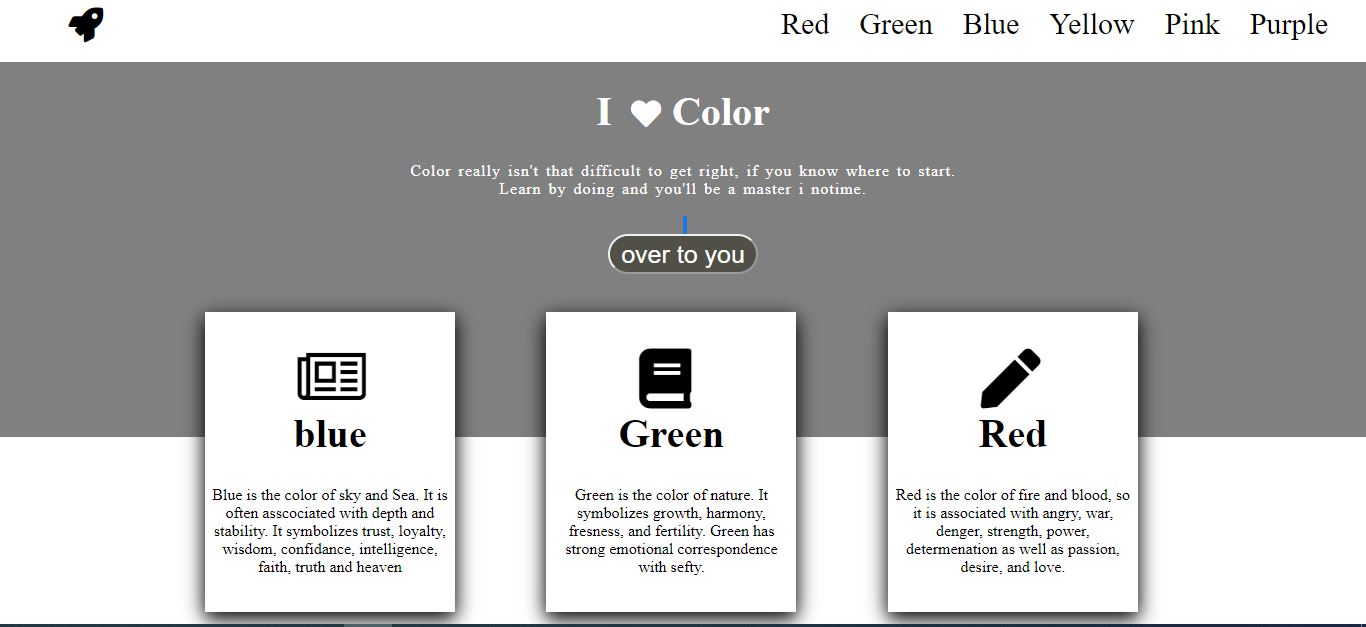 Red Green Blue Yellow Pink Purple
I Color
Color really isn't that difficult to get right, if you know where to start.
Learn by doing and you'll be a master i notime.
over to you
blue
Blue is the color of sky and Sea. It is
often asscociated with depth and
stability. It symbolizes trust, loyalty,
wisdom, confidance, intelligence,
faith, truth and heaven
Green
Green is the color of nature. It
symbolizes growth, harmony,
fresness, and fertility. Green has
strong emotional correspondence
with sefty.
Red
Red is the color of fire and blood, so
it is associated with angry, war,
denger, strength, power,
determenation as well as passion,
desire, and love.